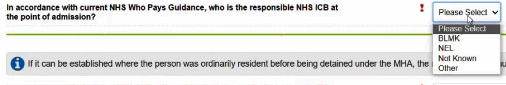 In accordance with current NHS Who Pays Guidance, who is the responsible NHS ICB at
the point of admission?
! Please Select
Please Select
BLMK
NEL
Not Known
Other
i If it can be established where the person was ordinarily resident before being detained under the MHA, the